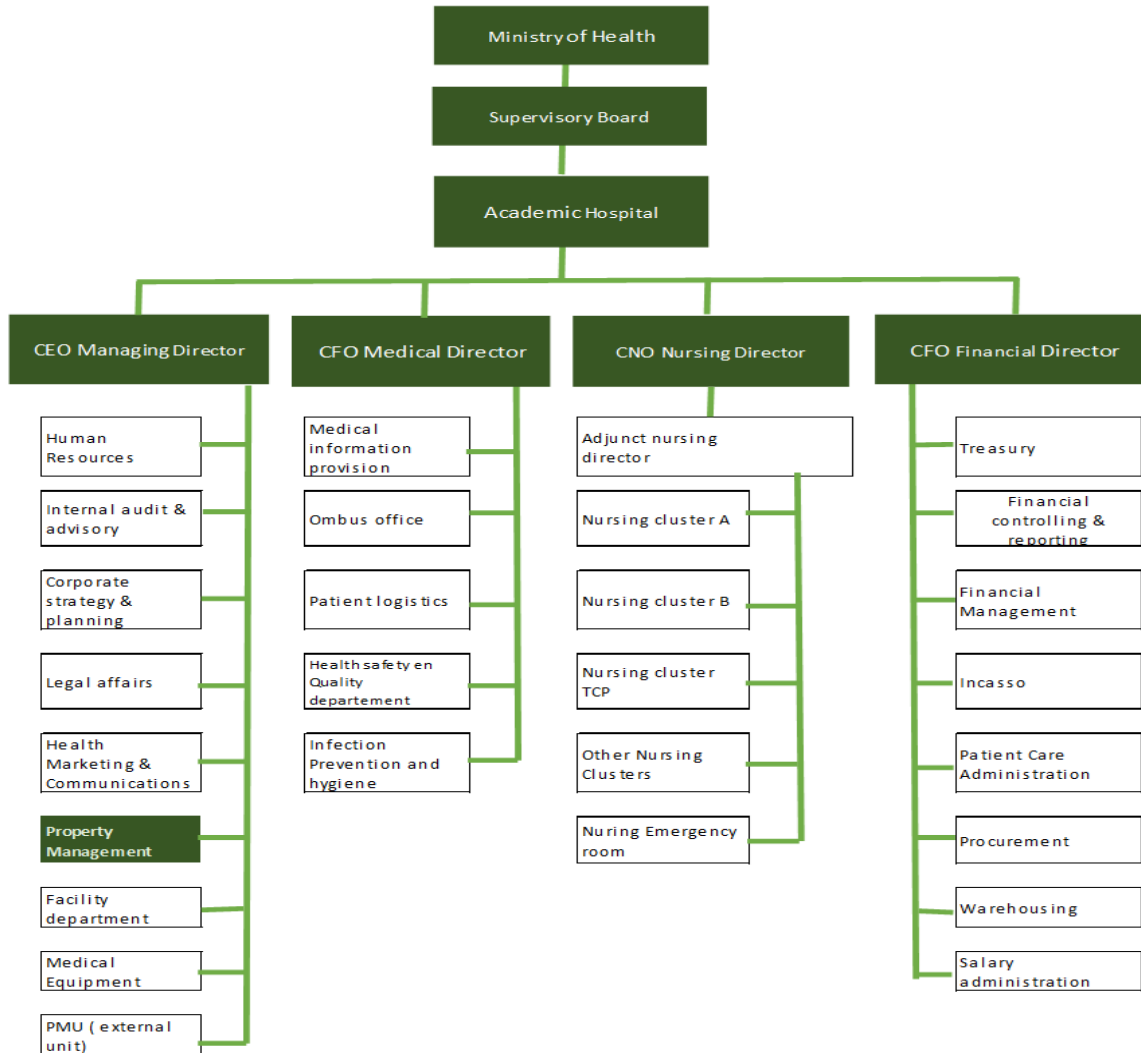 Ministry of Health
Supervisory Board
Academic Hospital
CEO Managing Director
CFO Medical Director
CNO Nursing Director
CFO Financial Director
Human
Resources
Internal audit &
advisory
Corporate
strategy &
planning
Legal affairs
Health
Marketing &
Communications
Property
Management
Facility
department
Medical
Equipment
PMU ( external
unit)
Medical
information
provision
Ombus office
Patient logistics
Health safety en
Quality
departement
Infection
Prevention and
hygiene
Adjunct nursing
director
Nursing cluster A
Nursing cluster B
Nursing cluster
TCP
Other Nursing
Clusters
Nuring Emergency
room
Treasury
Financial
controlling &
reporting
Financial
Management
Incasso
Patient Care
Administration
Procurement
Warehousing
Salary
administration